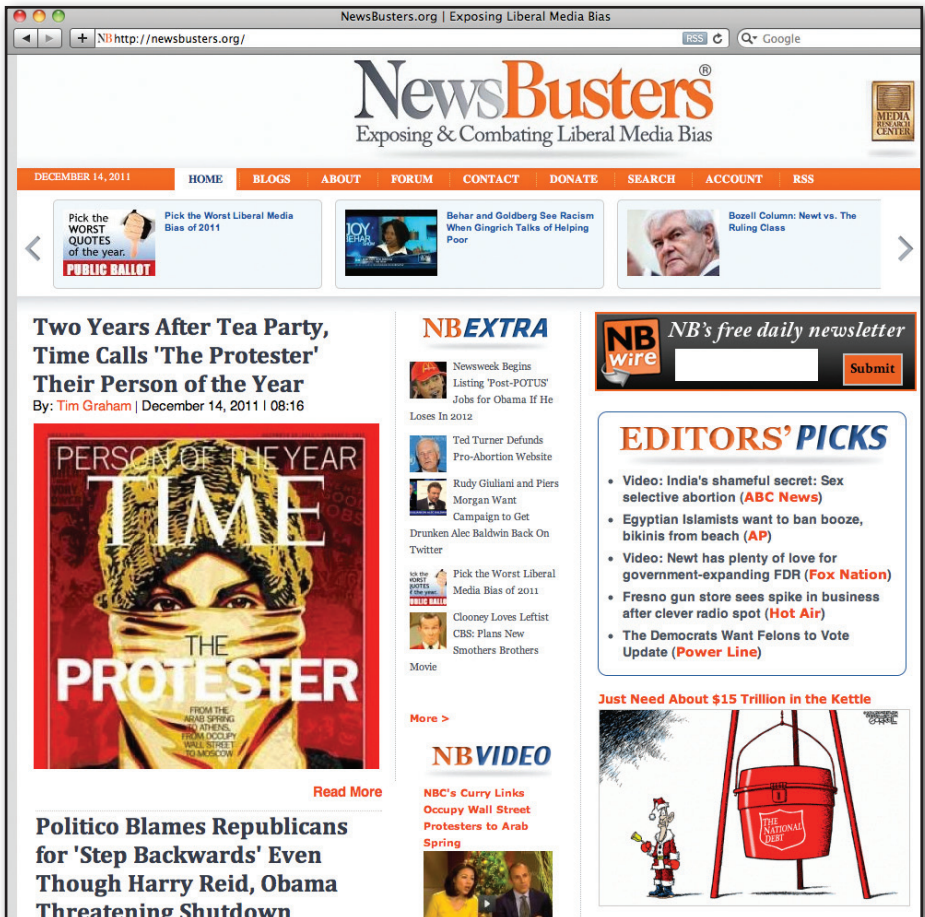 NewsBusters.org | Exposing Liberal Media Bias
NB http://newsbusters.org/
RSS
Google
NewsBusters®
Exposing & Combating Liberal Media Bias
MEDIA
RESEARCH
CENTER
DECEMBER 14, 2011
HOME
BLOGS
ABOUT
FORUM
CONTACT
DONATE
SEARCH
ACCOUNT
RSS
Pick the
WORST
QUOTES
of the year.
PUBLIC BALLOT
Pick the Worst Liberal Media
Bias of 2011
JOY
BEHAR
Behar and Goldberg See Racism
When Gingrich Talks of Helping
Poor
Bozell Column: Newt vs. The
Ruling Class
Two Years After Tea Party,
Time Calls 'The Protester'
Their Person of the Year
By: Tim Graham | December 14, 2011 | 08:16
PERSON OF THE YEAR
TIME
THE
PROTESTER
FROM THE
ARAB SPRING
TO ATHENS,
FROM OCCUPY
WALL STREET
TO MOSCOW
Read More
Politico Blames Republicans
for 'Step Backwards' Even
Though Harry Reid, Obama
Threatening Shutdown
NBEXTRA
Newsweek Begins
Listing 'Post-POTUS'
Jobs for Obama If He
Loses In 2012
Ted Turner Defunds
Pro-Abortion Website
Rudy Giuliani and Piers
Morgan Want
Campaign to Get
Drunken Alec Baldwin Back On
Twitter
Pick the Worst Liberal
Media Bias of 2011
Clooney Loves Leftist
CBS: Plans New
Smothers Brothers
Movie
More >
NBVIDEO
NBC's Curry Links
Occupy Wall Street
Protesters to Arab
Spring
NB
wire
NB's free daily newsletter
Submit
EDITORS' PICKS
• Video: India's shameful secret: Sex
selective abortion (ABC News)
• Egyptian Islamists want to ban booze,
bikinis from beach (AP)
• Video: Newt has plenty of love for
government-expanding FDR (Fox Nation)
• Fresno gun store sees spike in business
after clever radio spot (Hot Air)
• The Democrats Want Felons to Vote
Update (Power Line)
Just Need About $15 Trillion in the Kettle
THE
NATIONAL
DEBT